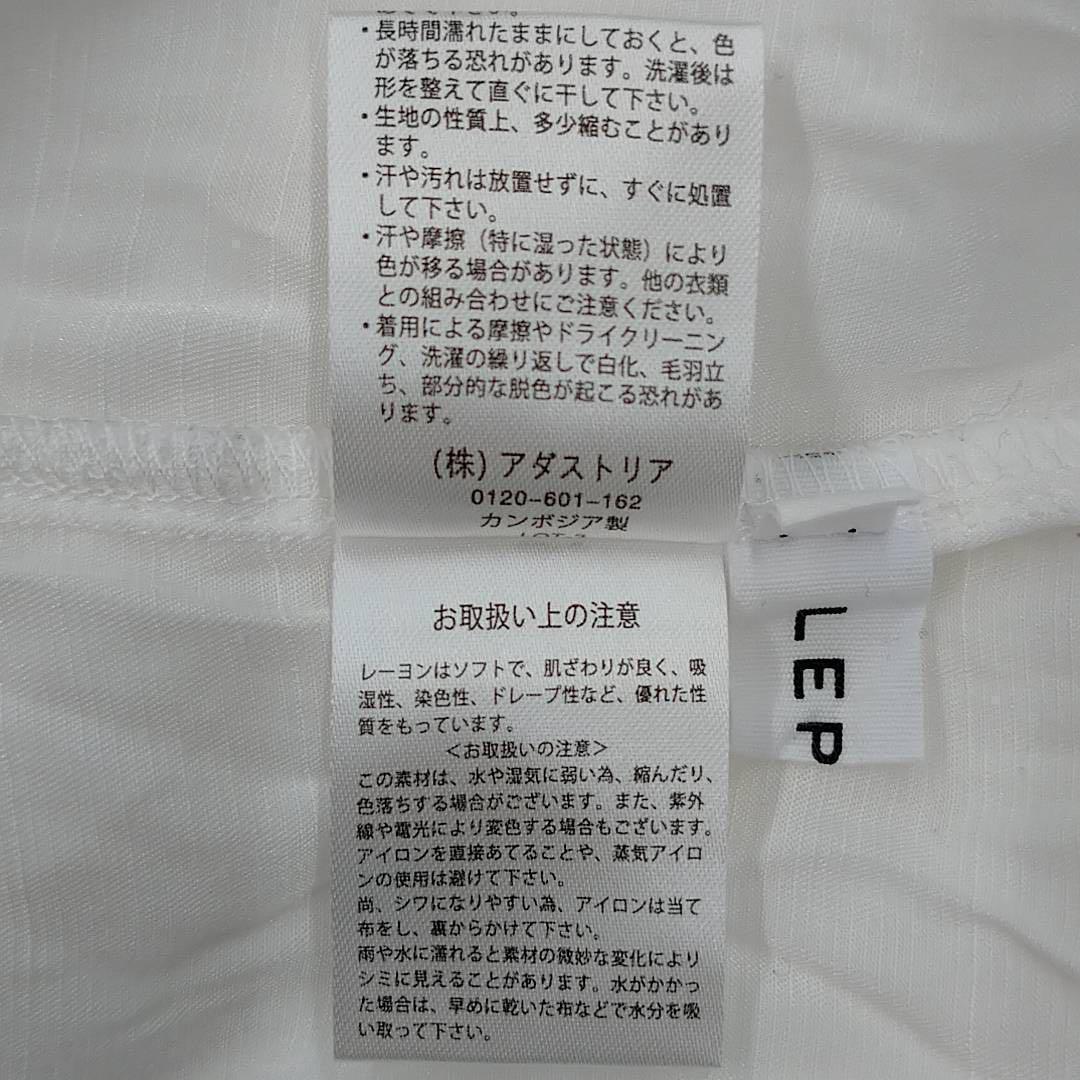 ・長時間濡れたままにしておくと、色
が落ちる恐れがあります。洗濯後は
形を整えて直ぐに干して下さい。
・生地の性質上、多少縮むことがあり
ます。
・汗や汚れは放置せずに、すぐに処置
して下さい。
・汗や摩擦（特に湿った状態）により
色が移る場合があります。他の衣類
との組み合わせにご注意ください。
・着用による摩擦やドライクリーニン
グ、洗濯の繰り返しで白化、毛羽立
ち、部分的な脱色が起こる恐れがあ
ります。
(株) アダストリア
0120-601-162
カンボジア製
お取扱い上の注意
レーヨンはソフトで、肌ざわりが良く、吸
湿性、染色性、ドレープ性など、優れた性
質をもっています。
＜お取扱いの注意＞
この素材は、水や湿気に弱い為、縮んだり、
色落ちする場合がございます。また、紫外
線や電光により変色する場合もございます。
アイロンを直接あてることや、蒸気アイロ
ンの使用は避けて下さい。
尚、シワになりやすい為、アイロンは当て
布をし、裏からかけて下さい。
雨や水に濡れると素材の微妙な変化により
シミに見えることがあります。水がかかっ
た場合は、早めに乾いた布などで水分を吸
い取って下さい。
LEP